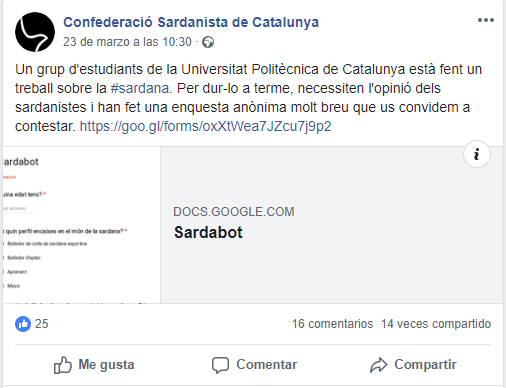 Confederació Sardanista de Catalunya
23 de marzo a las 10:30 ·
Un grup d'estudiants de la Universitat Politècnica de Catalunya està fent un
treball sobre la #sardana. Per dur-lo a terme, necessiten l'opinió dels
sardanistes i han fet una enquesta anònima molt breu que us convidem a
contestar. https://goo.gl/forms/oxXtWea7JZcu7j9p2
Sardabot
uina edat tens? *
n quin perfil encaixes en el món de la sardana? *
Ballador de colla de sardana esportiva
Ballador d'aplec
Aprenent
Músic
i
DOCS.GOOGLE.COM
Sardabot
25
16 comentarios 14 veces compartido
Me gusta Comentar Compartir